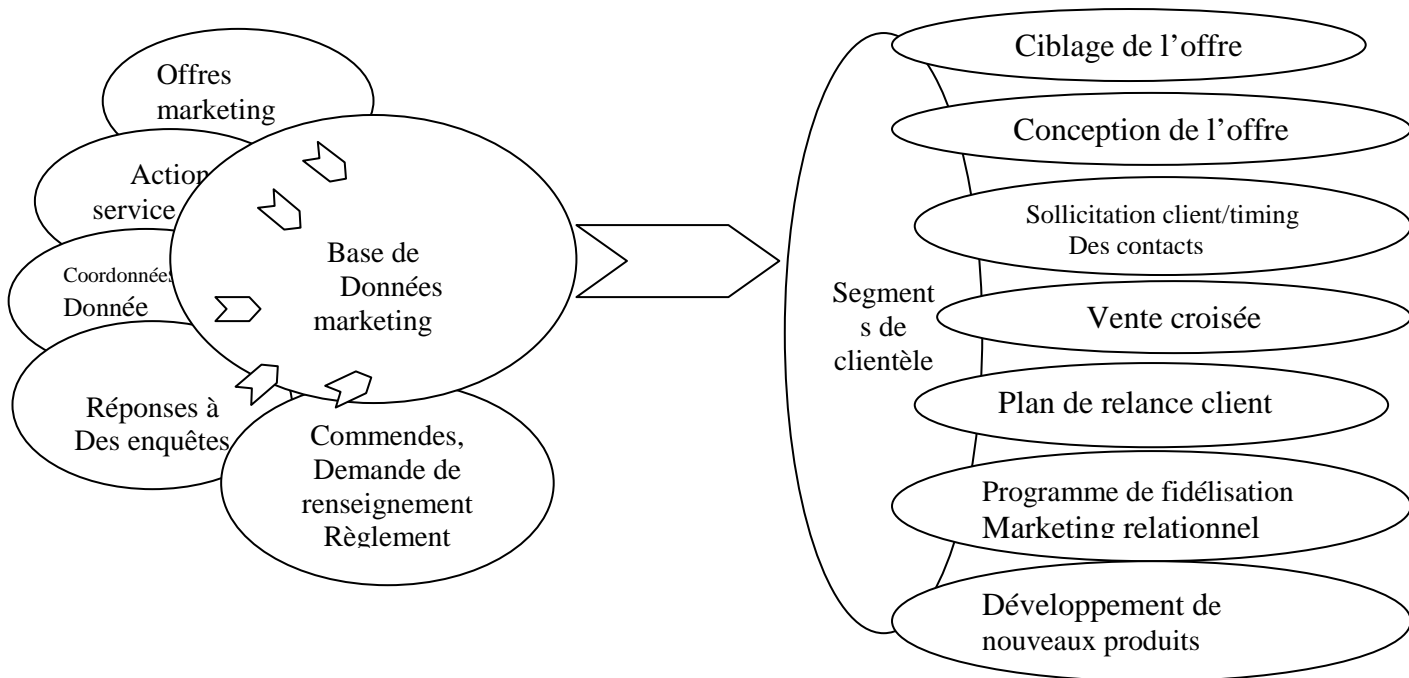 Offres
marketing
Action
service
Coordonnées
Donnée
Réponses à
Des enquêtes
Commendes,
Demande de
renseignement
Règlement
Base de
Données
marketing
Segment
s de
clientèle
Ciblage de l’offre
Conception de l’offre
Sollicitation client/timing
Des contacts
Vente croisée
Plan de relance client
Programme de fidélisation
Marketing relationnel
Développement de
nouveaux produits